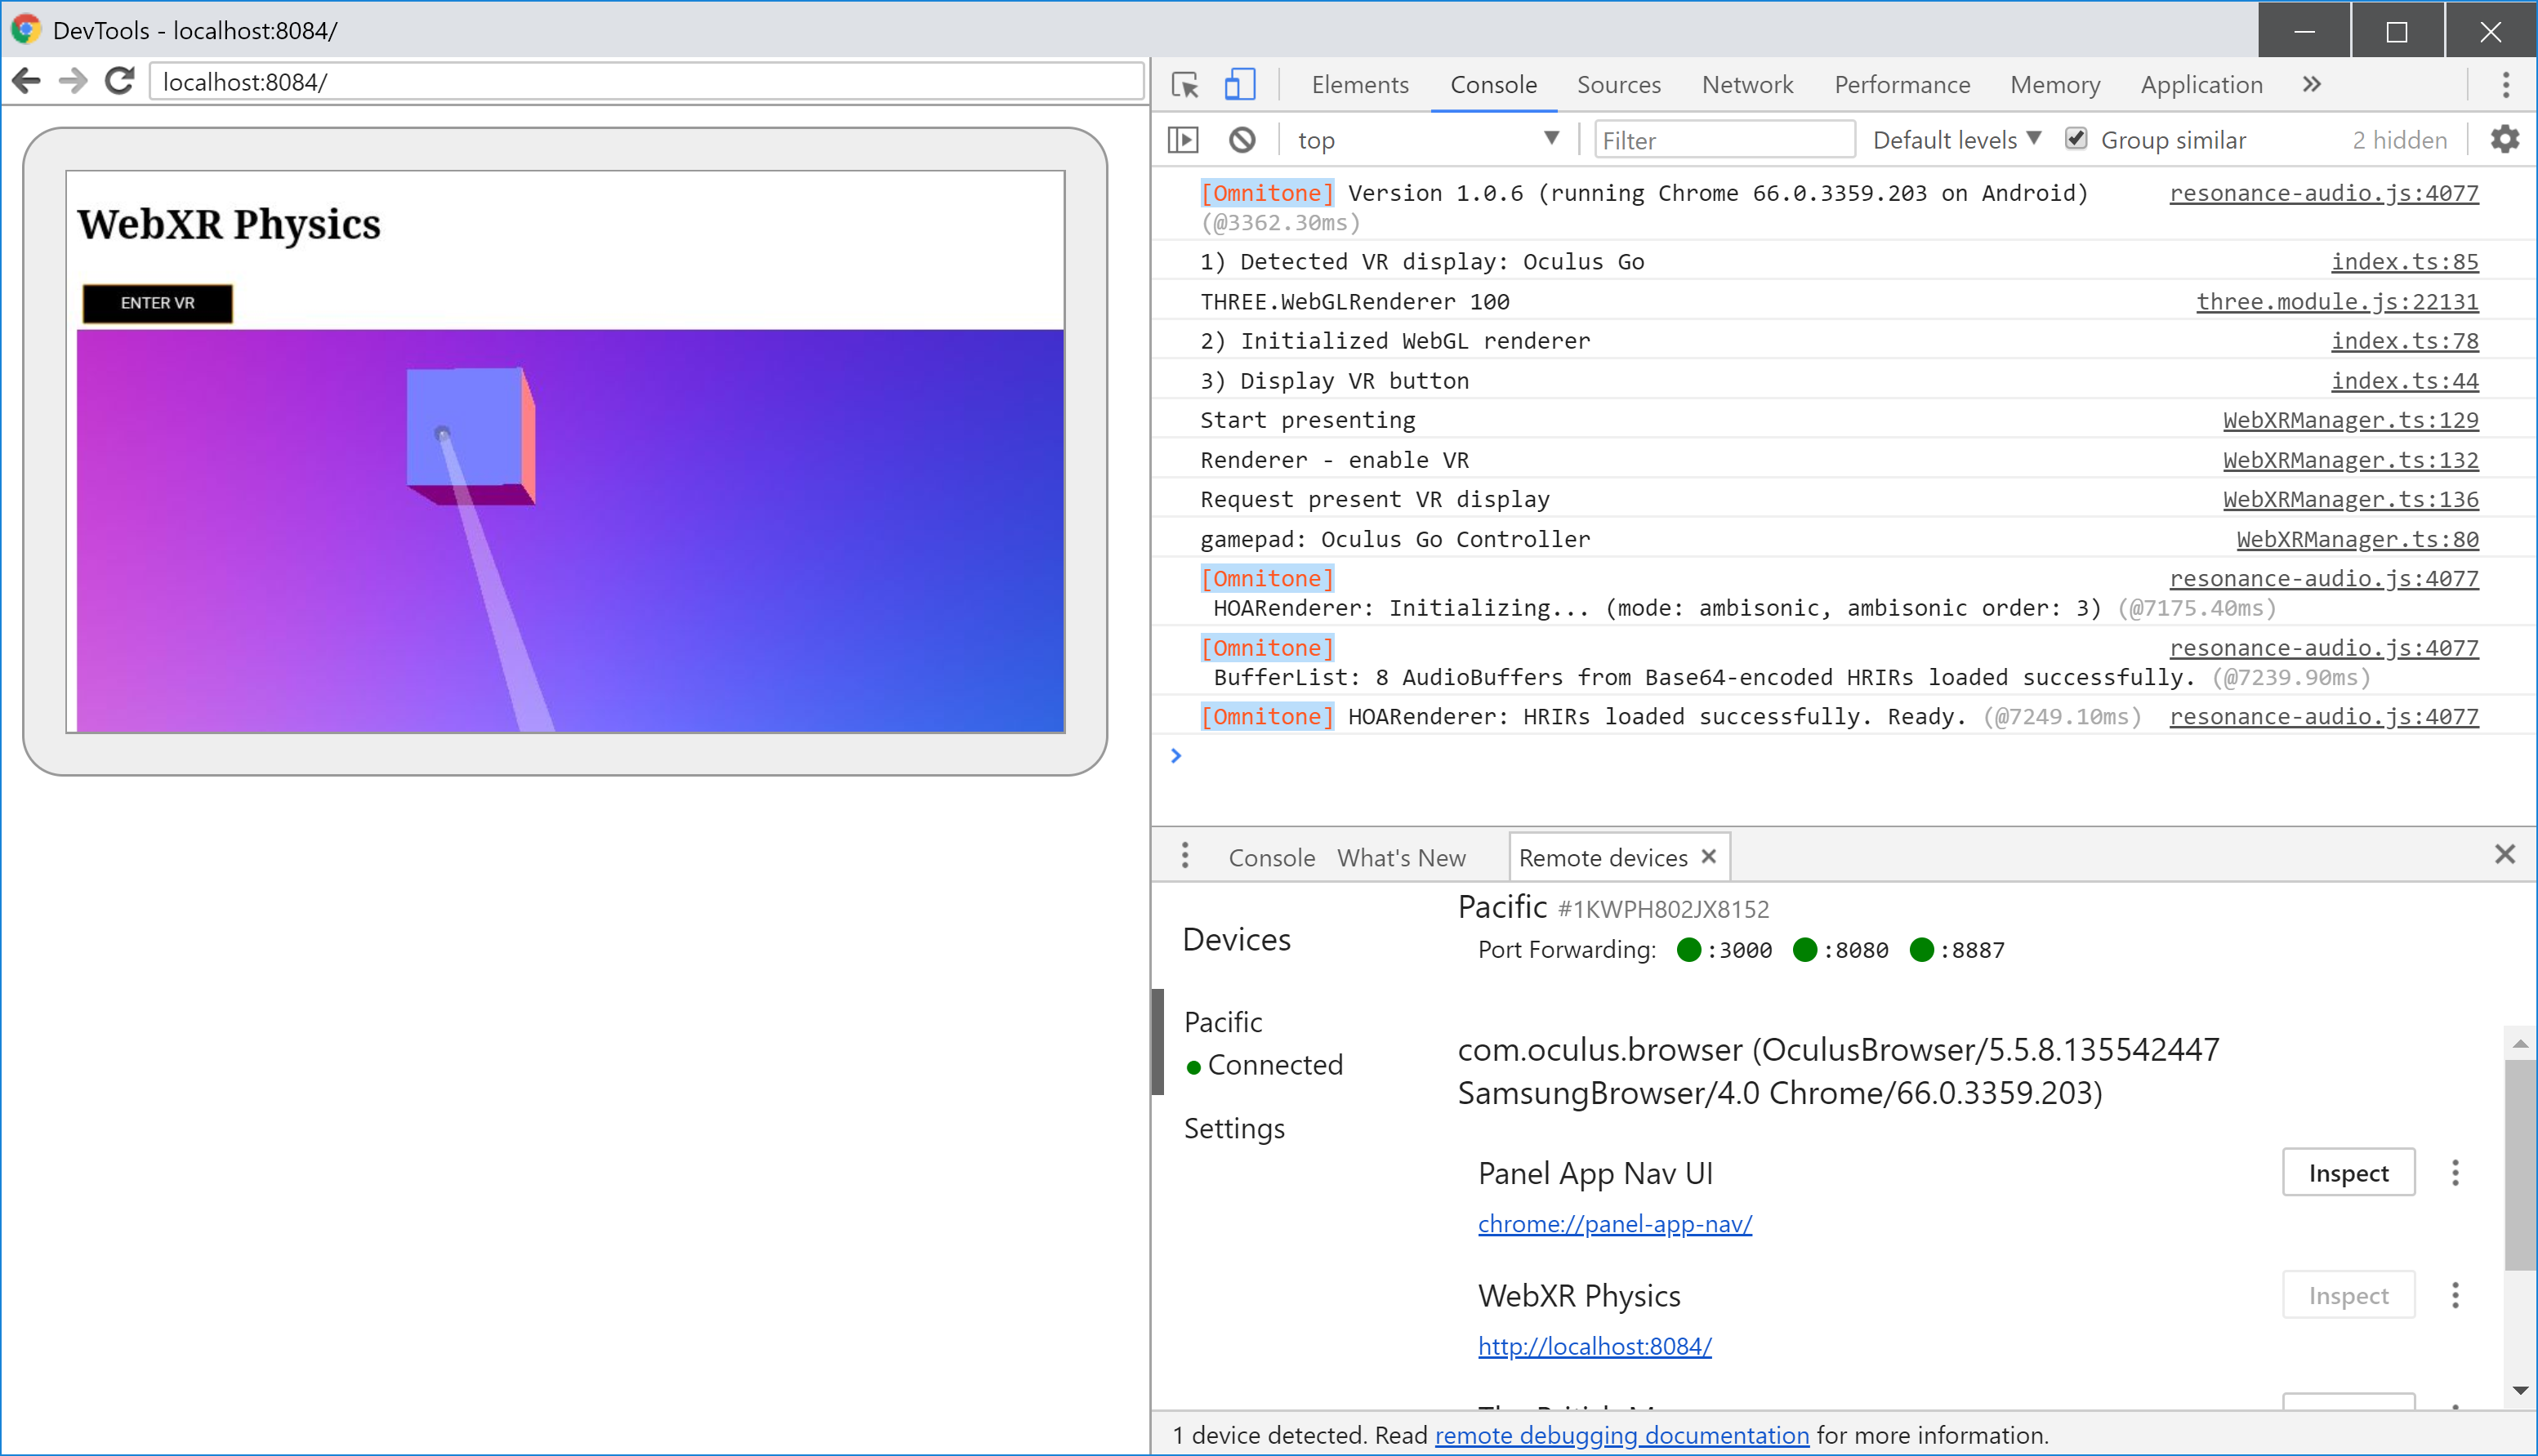 DevTools - localhost:8084/
localhost:8084/
WebXR Physics
ENTER VR
Elements Console Sources Network Performance Memory Application »
top Filter Default levels Group similar 2 hidden
[Omnitone] Version 1.0.6 (running Chrome 66.0.3359.203 on Android) resonance-audio.js:4077
(@3362.30ms)
1) Detected VR display: Oculus Go index.ts:85
THREE.WebGLRenderer 100 three.module.js:22131
2) Initialized WebGL renderer index.ts:78
3) Display VR button index.ts:44
Start presenting WebXRManager.ts:129
Renderer - enable VR WebXRManager.ts:132
Request present VR display WebXRManager.ts:136
gamepad: Oculus Go Controller WebXRManager.ts:80
[Omnitone] resonance-audio.js:4077
HOARenderer: Initializing... (mode: ambisonic, ambisonic order: 3) (@7175.40ms)
[Omnitone] resonance-audio.js:4077
BufferList: 8 AudioBuffers from Base64-encoded HRIRs loaded successfully. (@7239.90ms)
[Omnitone] HOARenderer: HRIRs loaded successfully. Ready. (@7249.10ms) resonance-audio.js:4077
Console What's New Remote devices
Devices
Pacific
Connected
Settings
Pacific #1KWPH802JX8152
Port Forwarding: :3000 :8080 :8887
com.oculus.browser (OculusBrowser/5.5.8.135542447
SamsungBrowser/4.0 Chrome/66.0.3359.203)
Panel App Nav UI Inspect
chrome://panel-app-nav/
WebXR Physics Inspect
http://localhost:8084/
1 device detected. Read remote debugging documentation for more information.